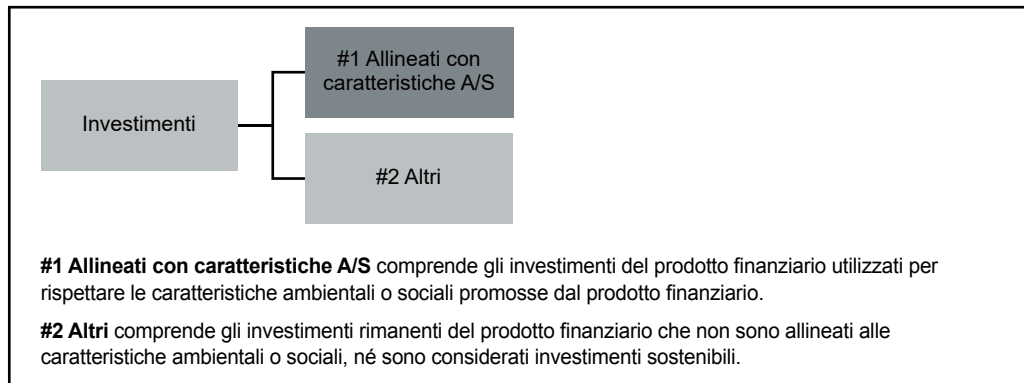 #1 Allineati con
caratteristiche A/S
Investimenti
#2 Altri
#1 Allineati con caratteristiche A/S comprende gli investimenti del prodotto finanziario utilizzati per
rispettare le caratteristiche ambientali o sociali promosse dal prodotto finanziario.
#2 Altri comprende gli investimenti rimanenti del prodotto finanziario che non sono allineati alle
caratteristiche ambientali o sociali, né sono considerati investimenti sostenibili.